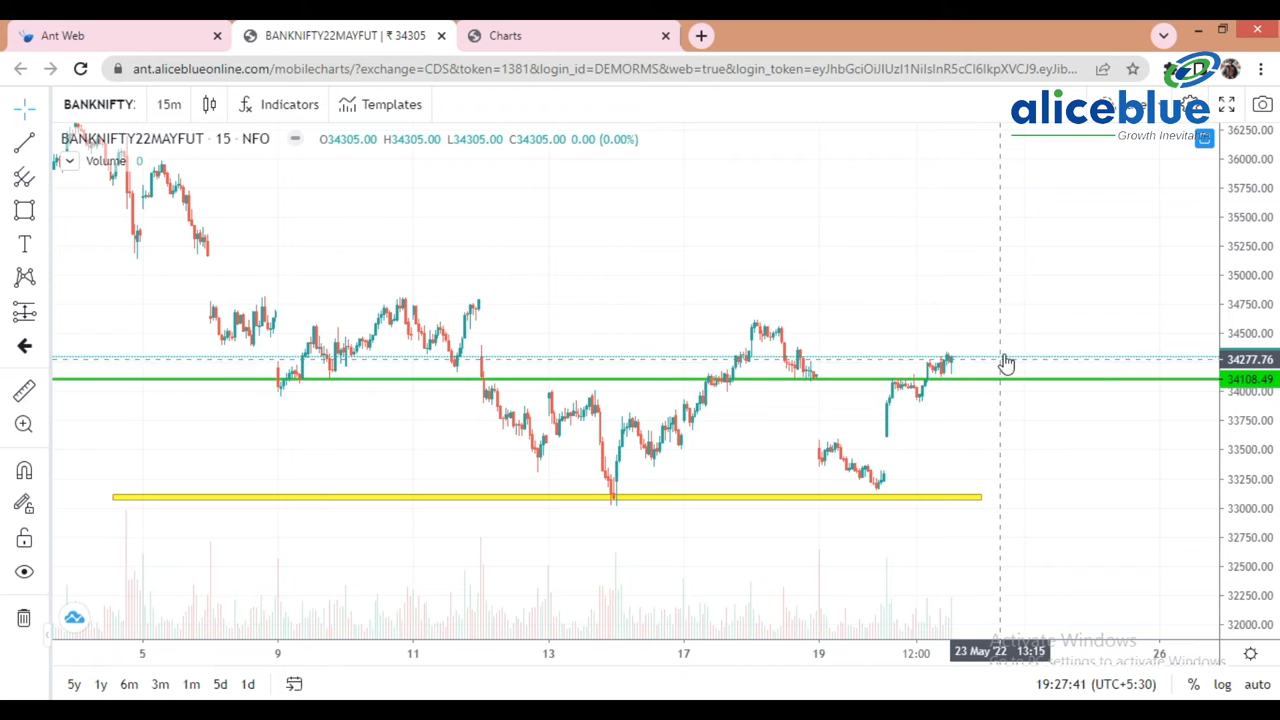 Ant Web
BANKNIFTY22MAYFUT | ₹ 34305
Charts
ant.aliceblueonline.com/mobilecharts/?exchange=CDS&token=1381&login_id=DEMORMS&web=true&login_token=eyJhbGciOiJIUzI1NiIsInR5cCI6IkpXVCJ9.eyJib...
BANKNIFTY:
15m
Indicators
Templates
aliceblue
Growth Inevitable
BANKNIFTY22MAYFUT · 15 · NFO
O34305.00 H34305.00 L34305.00 C34305.00 0.00 (0.00%)
Volume 0
36250.00
36000.00
35750.00
35500.00
35250.00
35000.00
34750.00
34500.00
34277.76
34108.49
34000.00
33750.00
33500.00
33250.00
33000.00
32750.00
32500.00
32250.00
32000.00
5
9
11
13
17
19
12:00
23 May '22 13:15
26
Activate Windows
Go to PC settings to activate Windows.
5y
1y
6m
3m
1m
5d
1d
19:27:41 (UTC+5:30)
%
log
auto